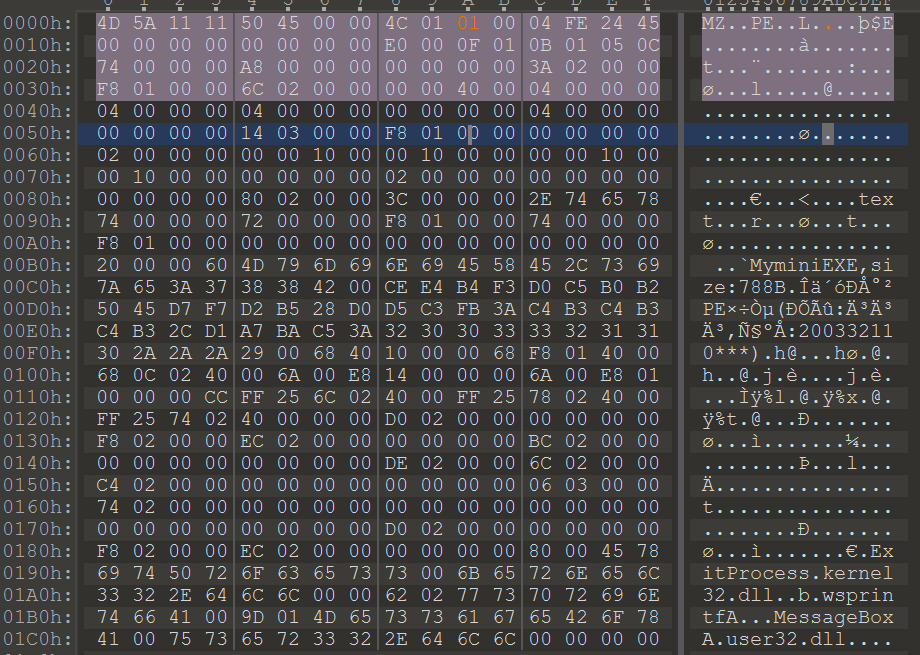 0000h: 4D 5A 11 11 50 45 00 00 4C 01 01 00 04 FE 24 45 MZ..PE..L....þ$E
0010h: 00 00 00 00 00 00 00 00 E0 00 0F 01 0B 01 05 0C ........à.......
0020h: 74 00 00 00 A8 00 00 00 00 00 00 00 3A 02 00 00 t...¨.......:...
0030h: F8 01 00 00 6C 02 00 00 00 00 40 00 04 00 00 00 ø...l.....@.....
0040h: 04 00 00 00 04 00 00 00 00 00 00 00 04 00 00 00 ................
0050h: 00 00 00 00 14 03 00 00 F8 01 00 00 00 00 00 00 ........ø.......
0060h: 02 00 00 00 00 00 10 00 00 10 00 00 00 00 10 00 ................
0070h: 00 10 00 00 00 00 00 00 02 00 00 00 00 00 00 00 ................
0080h: 00 00 00 00 80 02 00 00 3C 00 00 00 2E 74 65 78 ....€...<....tex
0090h: 74 00 00 00 72 00 00 00 F8 01 00 00 74 00 00 00 t...r...ø...t...
00A0h: F8 01 00 00 00 00 00 00 00 00 00 00 00 00 00 00 ø...............
00B0h: 20 00 00 60 4D 79 6D 69 6E 69 45 58 45 2C 73 69 ..`MyminiEXE,si
00C0h: 7A 65 3A 37 38 38 42 00 CE E4 B4 F3 D0 C5 B0 B2 ze:788B.Îä´óÐÅ°²
00D0h: 50 45 D7 F7 D2 B5 28 D0 D5 C3 FB 3A C4 B3 C4 B3 PE×÷Òµ(ÐÕÃû:Ä³Ä³
00E0h: C4 B3 2C D1 A7 BA C5 3A 32 30 30 33 33 32 31 31 Ä³,Ñ§ºÅ:20033211
00F0h: 30 2A 2A 2A 29 00 68 40 10 00 00 68 F8 01 40 00 0***).h@...hø.@.
0100h: 68 0C 02 40 00 6A 00 E8 14 00 00 00 6A 00 E8 01 h..@.j.è....j.è.
0110h: 00 00 00 CC FF 25 6C 02 40 00 FF 25 78 02 40 00 ...Ìÿ%l.@.ÿ%x.@.
0120h: FF 25 74 02 40 00 00 00 D0 02 00 00 00 00 00 00 ÿ%t.@...Ð.......
0130h: F8 02 00 00 EC 02 00 00 00 00 00 00 BC 02 00 00 ø...ì.......¼...
0140h: 00 00 00 00 00 00 00 00 DE 02 00 00 6C 02 00 00 ........Þ...l...
0150h: C4 02 00 00 00 00 00 00 00 00 00 00 06 03 00 00 Ä...............
0160h: 74 02 00 00 00 00 00 00 00 00 00 00 00 00 00 00 t...............
0170h: 00 00 00 00 00 00 00 00 D0 02 00 00 00 00 00 00 ........Ð.......
0180h: F8 02 00 00 EC 02 00 00 00 00 00 00 80 00 45 78 ø...ì.......€.Ex
0190h: 69 74 50 72 6F 63 65 73 73 00 6B 65 72 6E 65 6C itProcess.kernel
01A0h: 33 32 2E 64 6C 6C 00 00 62 02 77 73 70 72 69 6E 32.dll..b.wsprin
01B0h: 74 66 41 00 9D 01 4D 65 73 73 61 67 65 42 6F 78 tfA...MessageBox
01C0h: 41 00 75 73 65 72 33 32 2E 64 6C 6C 00 00 00 00 A.user32.dll....